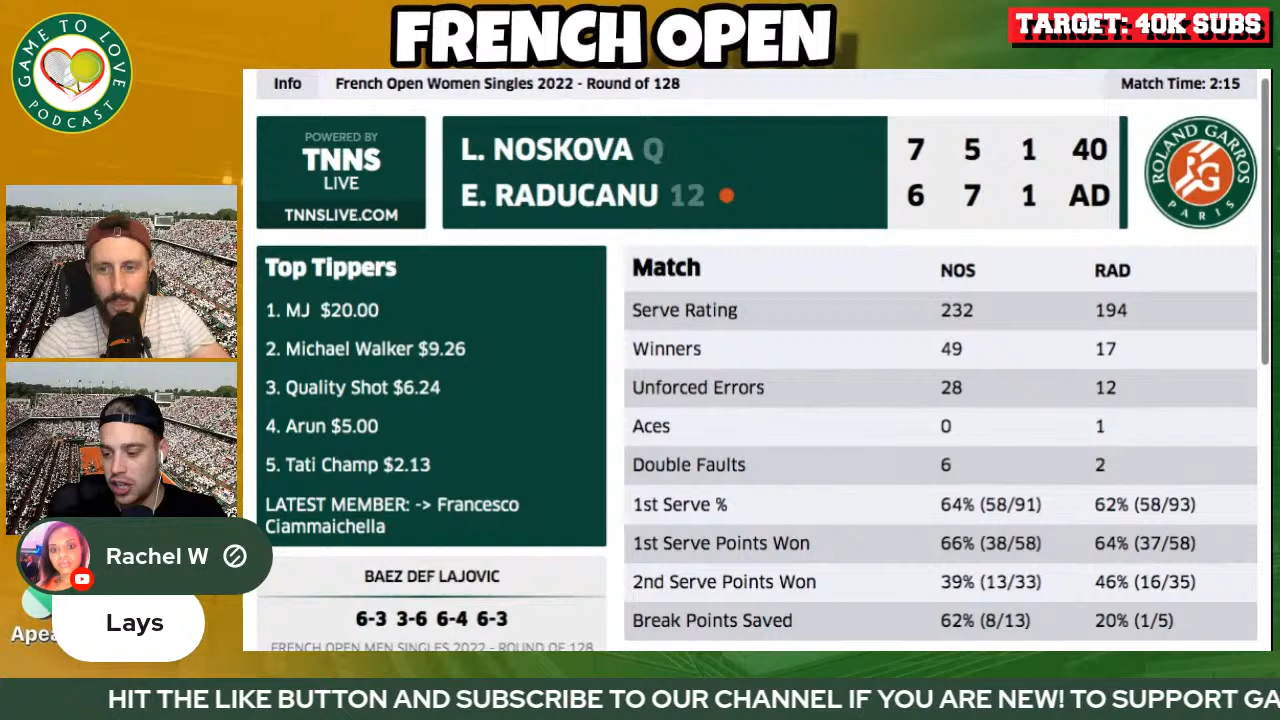 FRENCH OPEN
TARGET: 40K SUBS
GAME TO LOVE
PODCAST
Info French Open Women Singles 2022 - Round of 128 Match Time: 2:15
POWERED BY
TNNS
LIVE
TNNSLIVE.COM
L. NOSKOVA Q 7 5 1 40
E. RADUCANU 12 6 7 1 AD
ROLAND GARROS
PARIS
Top Tippers
1. MJ $20.00
2. Michael Walker $9.26
3. Quality Shot $6.24
4. Arun $5.00
5. Tati Champ $2.13
LATEST MEMBER: -> Francesco
Ciammaichella
BAEZ DEF LAJOVIC
6-3 3-6 6-4 6-3
FRENCH OPEN MEN SINGLES 2022 - ROUND OF 128
Match NOS RAD
Serve Rating 232 194
Winners 49 17
Unforced Errors 28 12
Aces 0 1
Double Faults 6 2
1st Serve % 64% (58/91) 62% (58/93)
1st Serve Points Won 66% (38/58) 64% (37/58)
2nd Serve Points Won 39% (13/33) 46% (16/35)
Break Points Saved 62% (8/13) 20% (1/5)
Rachel W
Lays
HIT THE LIKE BUTTON AND SUBSCRIBE TO OUR CHANNEL IF YOU ARE NEW! TO SUPPORT GA